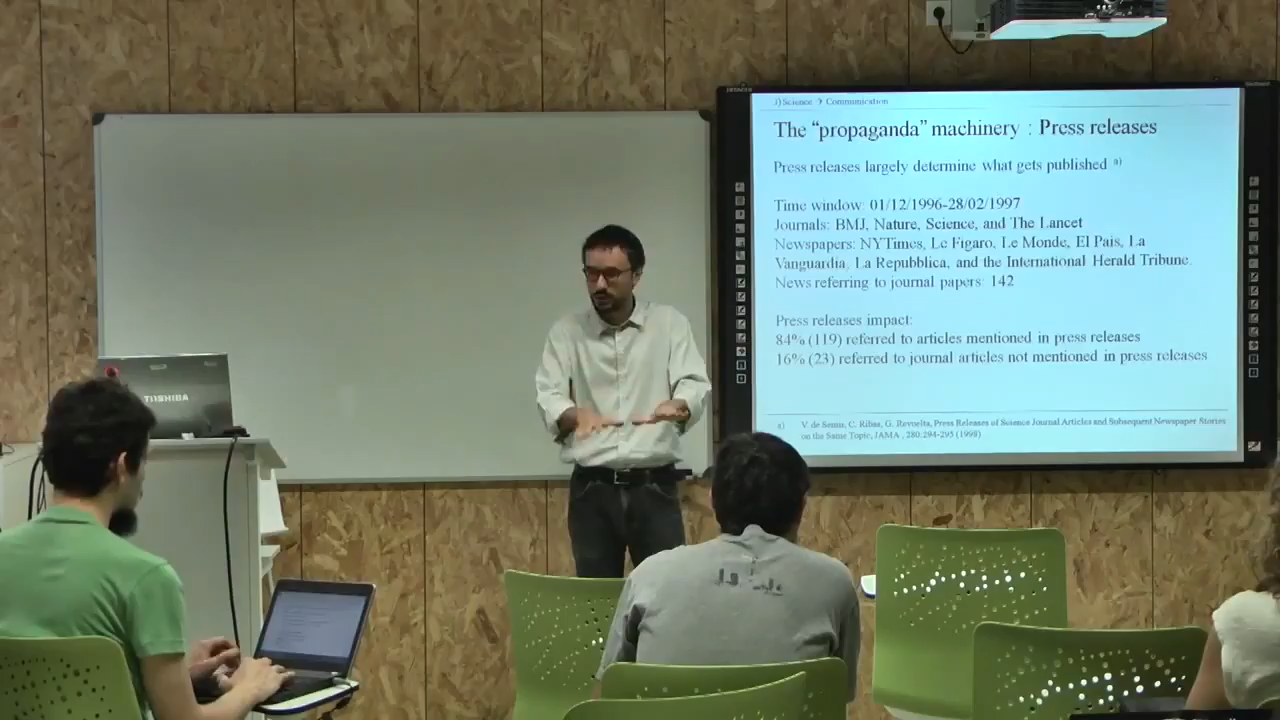 HITACHI
3) Science → Communication
The “propaganda” machinery : Press releases
Press releases largely determine what gets published a)
Time window: 01/12/1996-28/02/1997
Journals: BMJ, Nature, Science, and The Lancet
Newspapers: NYTimes, Le Figaro, Le Monde, El Pais, La
Vanguardia, La Repubblica, and the International Herald Tribune.
News referring to journal papers: 142
Press releases impact:
84% (119) referred to articles mentioned in press releases
16% (23) referred to journal articles not mentioned in press releases
a) V. de Semir, C. Ribas, G. Revuelta, Press Releases of Science Journal Articles and Subsequent Newspaper Stories
on the Same Topic, JAMA , 280:294-295 (1998)
TOSHIBA